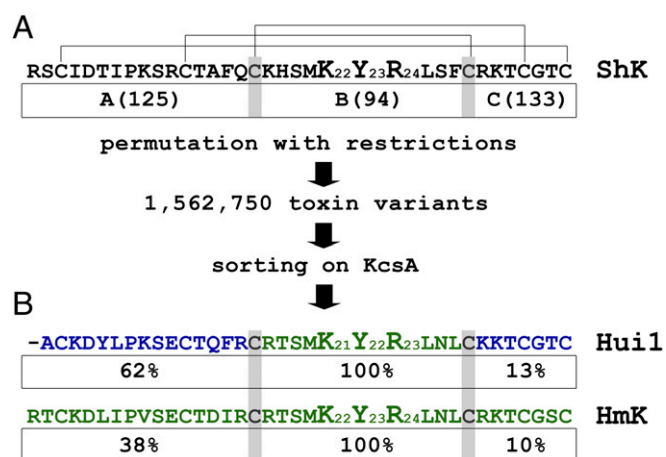 A
RSCIDTIPKSRCTAFQCKHSMK22Y23R24LSFCRKTCGTC ShK
A(125) B(94) C(133)
permutation with restrictions
1,562,750 toxin variants
sorting on KcsA
B
-ACKDYLPKSECTQFRCRTSMK21Y22R23LNLCKKTCGTC Hui1
62% 100% 13%
RTCKDLIPVSECTDIRCRTSMK22Y23R24LNLCRKTCGSC HmK
38% 100% 10%